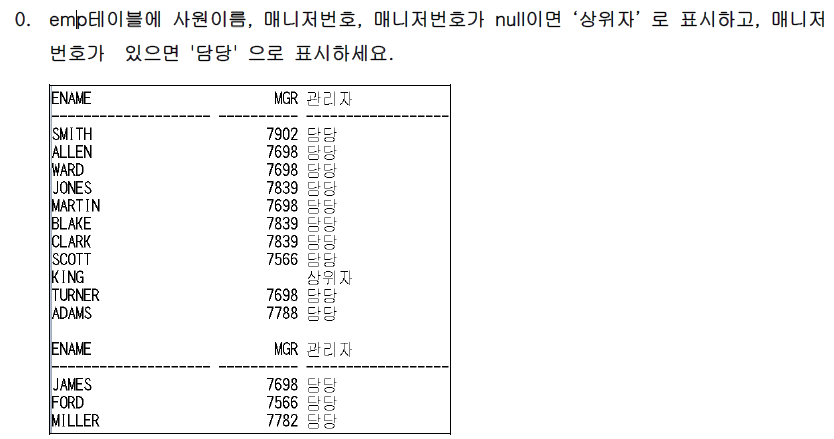 0. emp테이블에 사원이름, 매니저번호, 매니저번호가 null이면 ‘상위자’ 로 표시하고, 매니저
번호가 있으면 '담당' 으로 표시하세요.
ENAME MGR 관리자
-------------------- ---------- ------------------
SMITH 7902 담당
ALLEN 7698 담당
WARD 7698 담당
JONES 7839 담당
MARTIN 7698 담당
BLAKE 7839 담당
CLARK 7839 담당
SCOTT 7566 담당
KING 상위자
TURNER 7698 담당
ADAMS 7788 담당
ENAME MGR 관리자
-------------------- ---------- ------------------
JAMES 7698 담당
FORD 7566 담당
MILLER 7782 담당